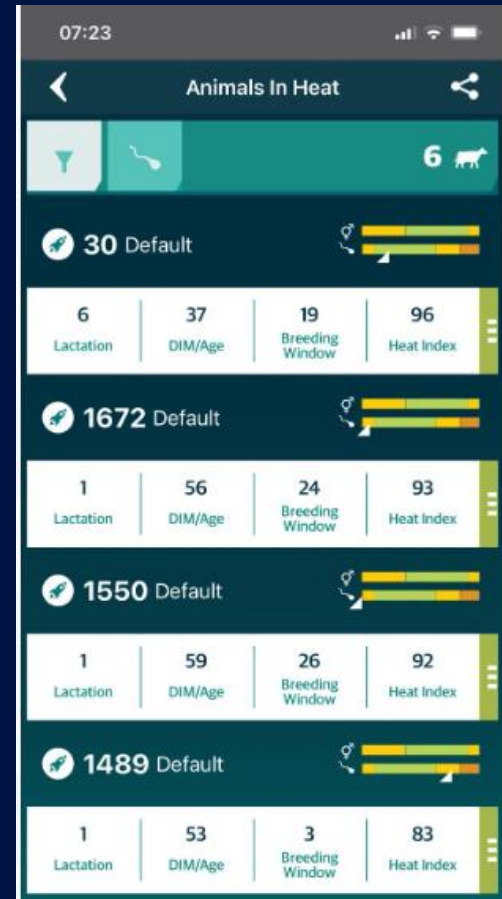 07:23
Animals In Heat
6
30 Default
6 37 19 96
Lactation DIM/Age Breeding Window Heat Index
1672 Default
1 56 24 93
Lactation DIM/Age Breeding Window Heat Index
1550 Default
1 59 26 92
Lactation DIM/Age Breeding Window Heat Index
1489 Default
1 53 3 83
Lactation DIM/Age Breeding Window Heat Index